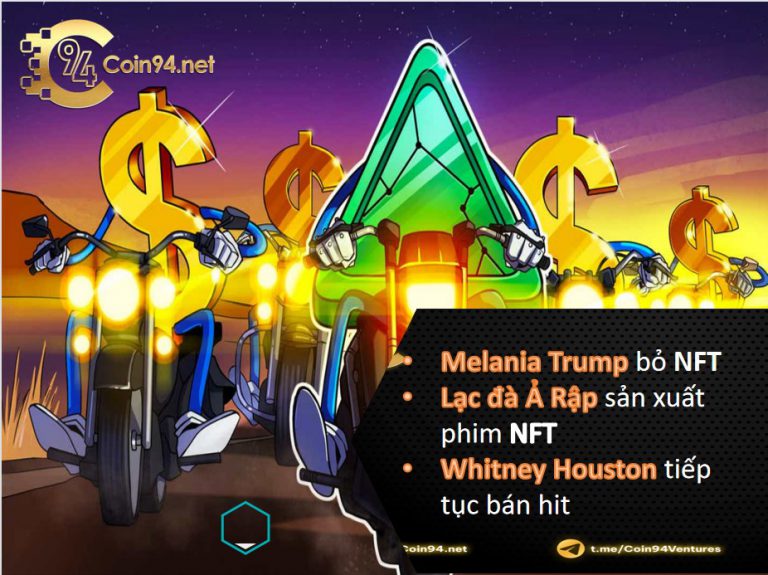 94
Coin94.net
• Melania Trump bỏ NFT
• Lạc đà Ả Rập sản xuất
phim NFT
• Whitney Houston tiếp
tục bán hit
Coin94.net
t.me/Coin94Ventures